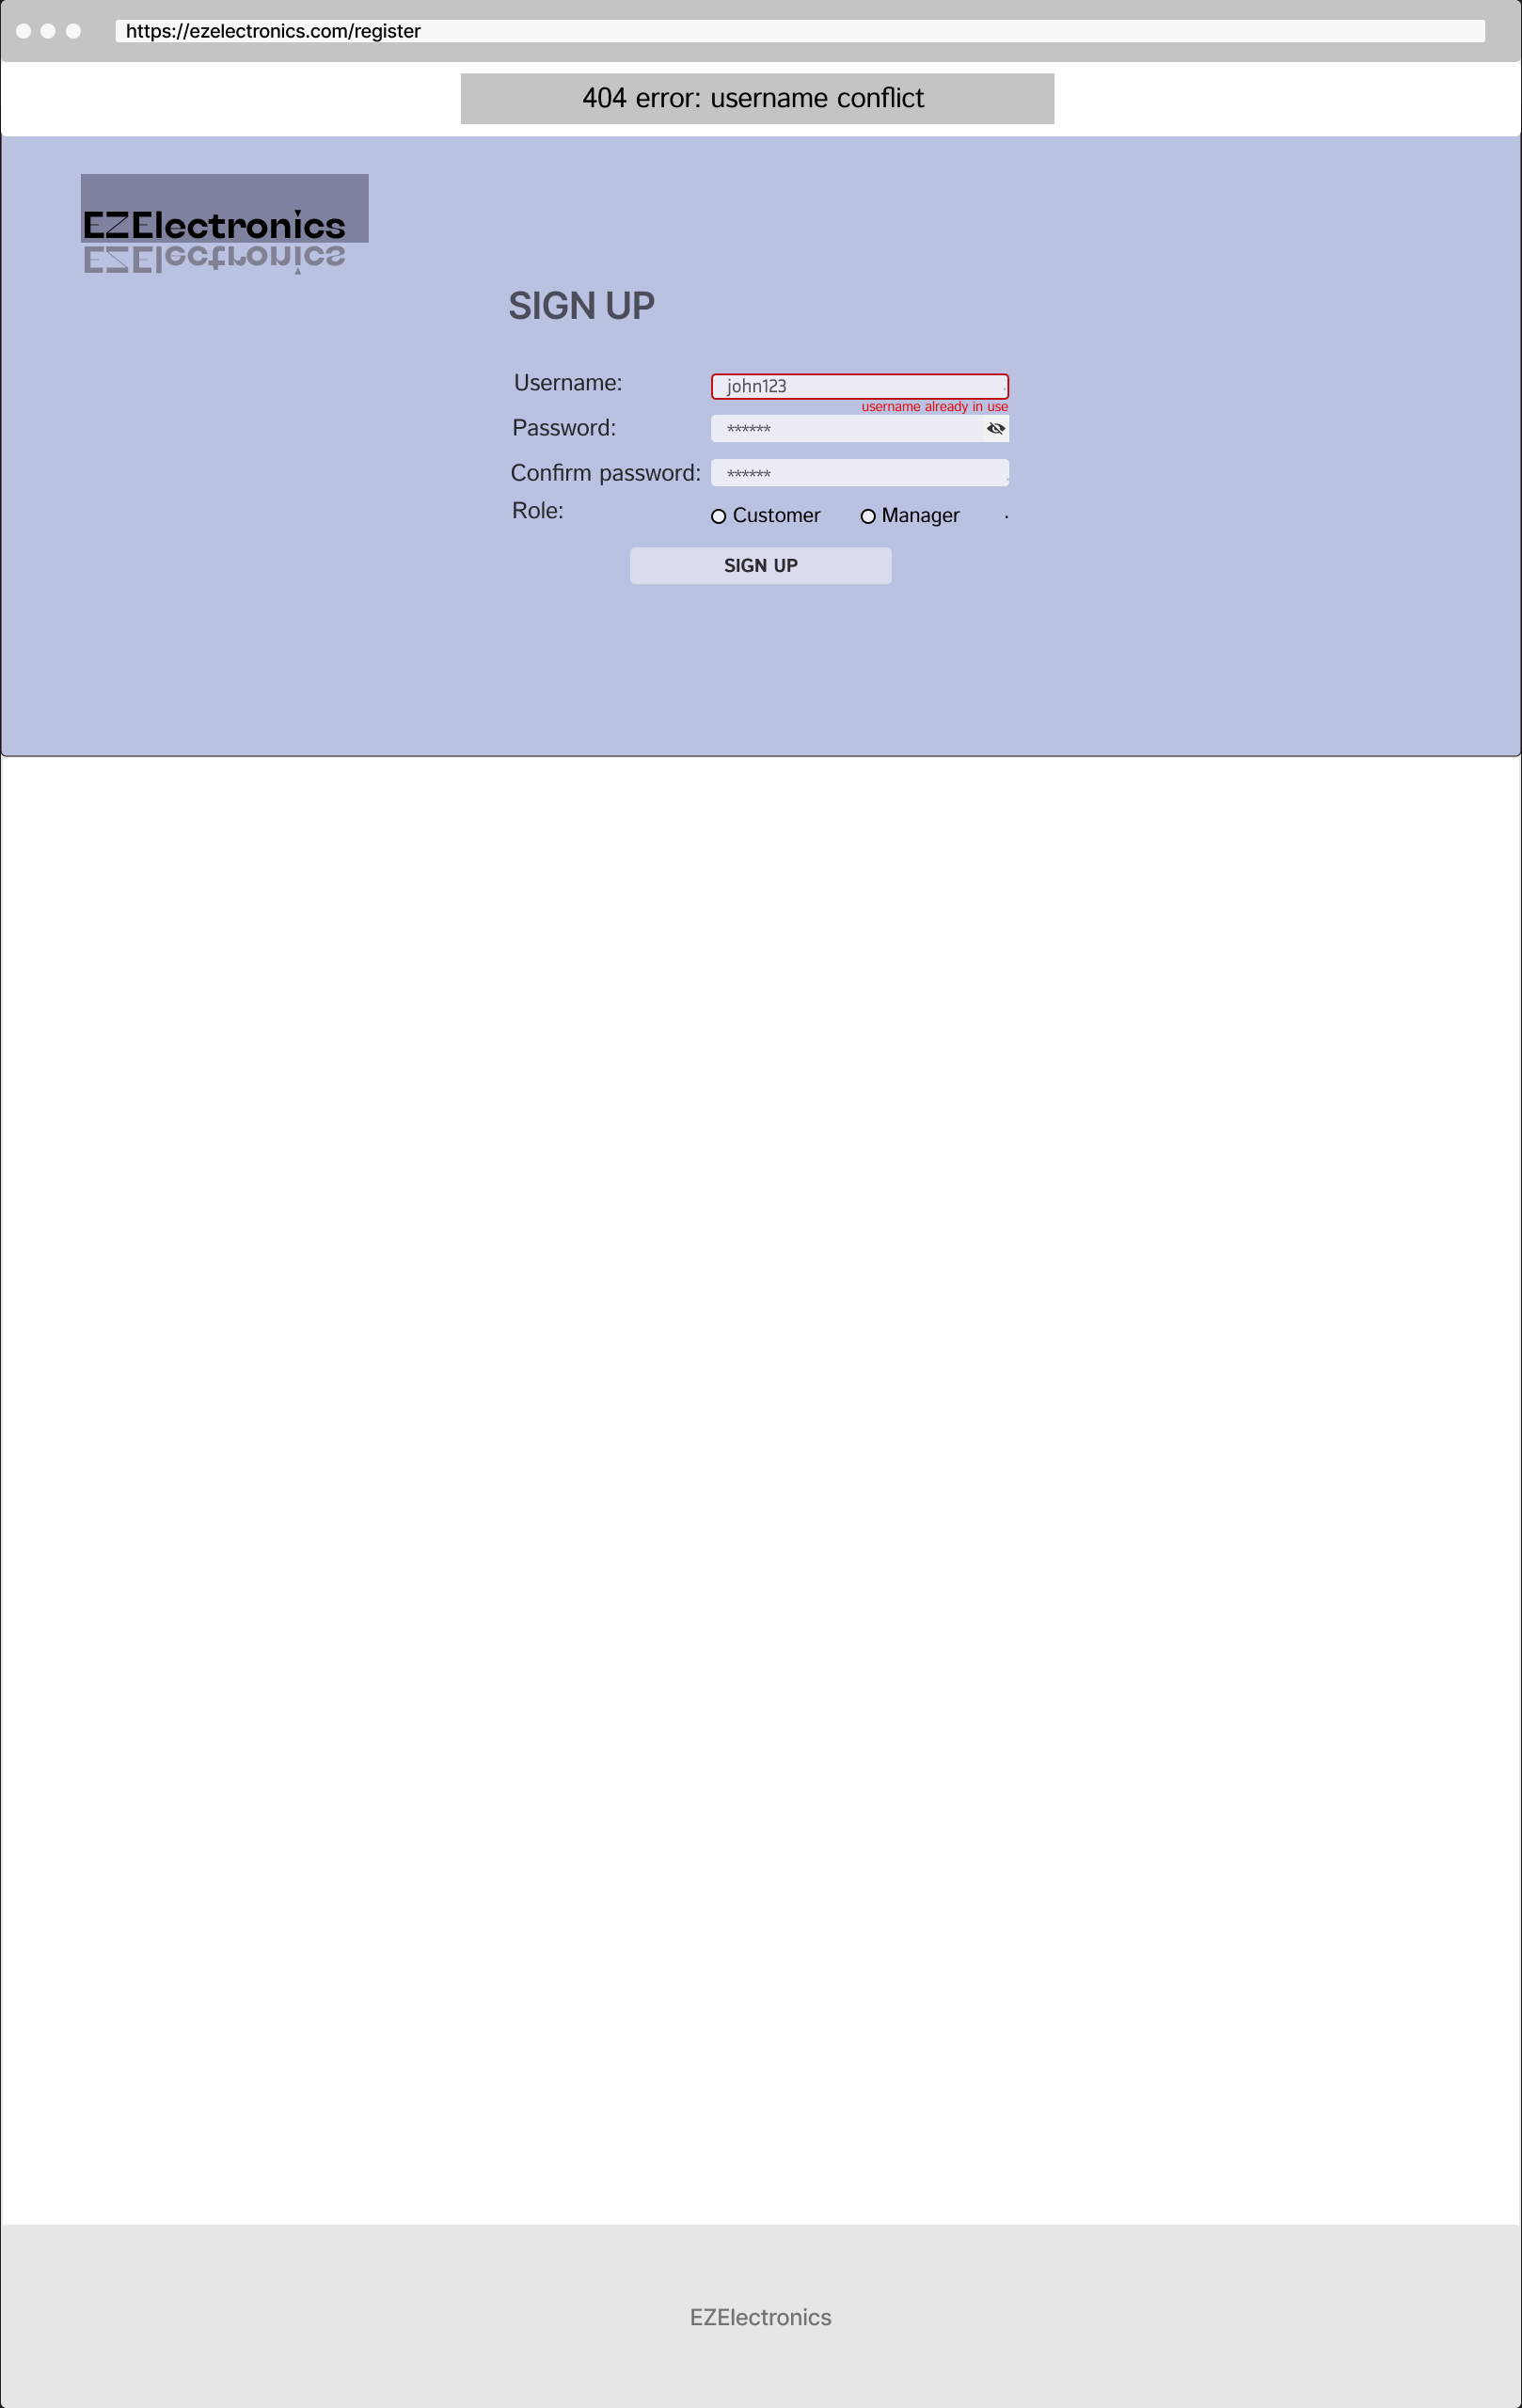 https://ezelectronics.com/register
404 error: username conflict
EZElectronics
EZElectronics
SIGN UP
Username: john123
username already in use
Password: ******
Confirm password: ******
Role: Customer Manager .
SIGN UP
EZElectronics